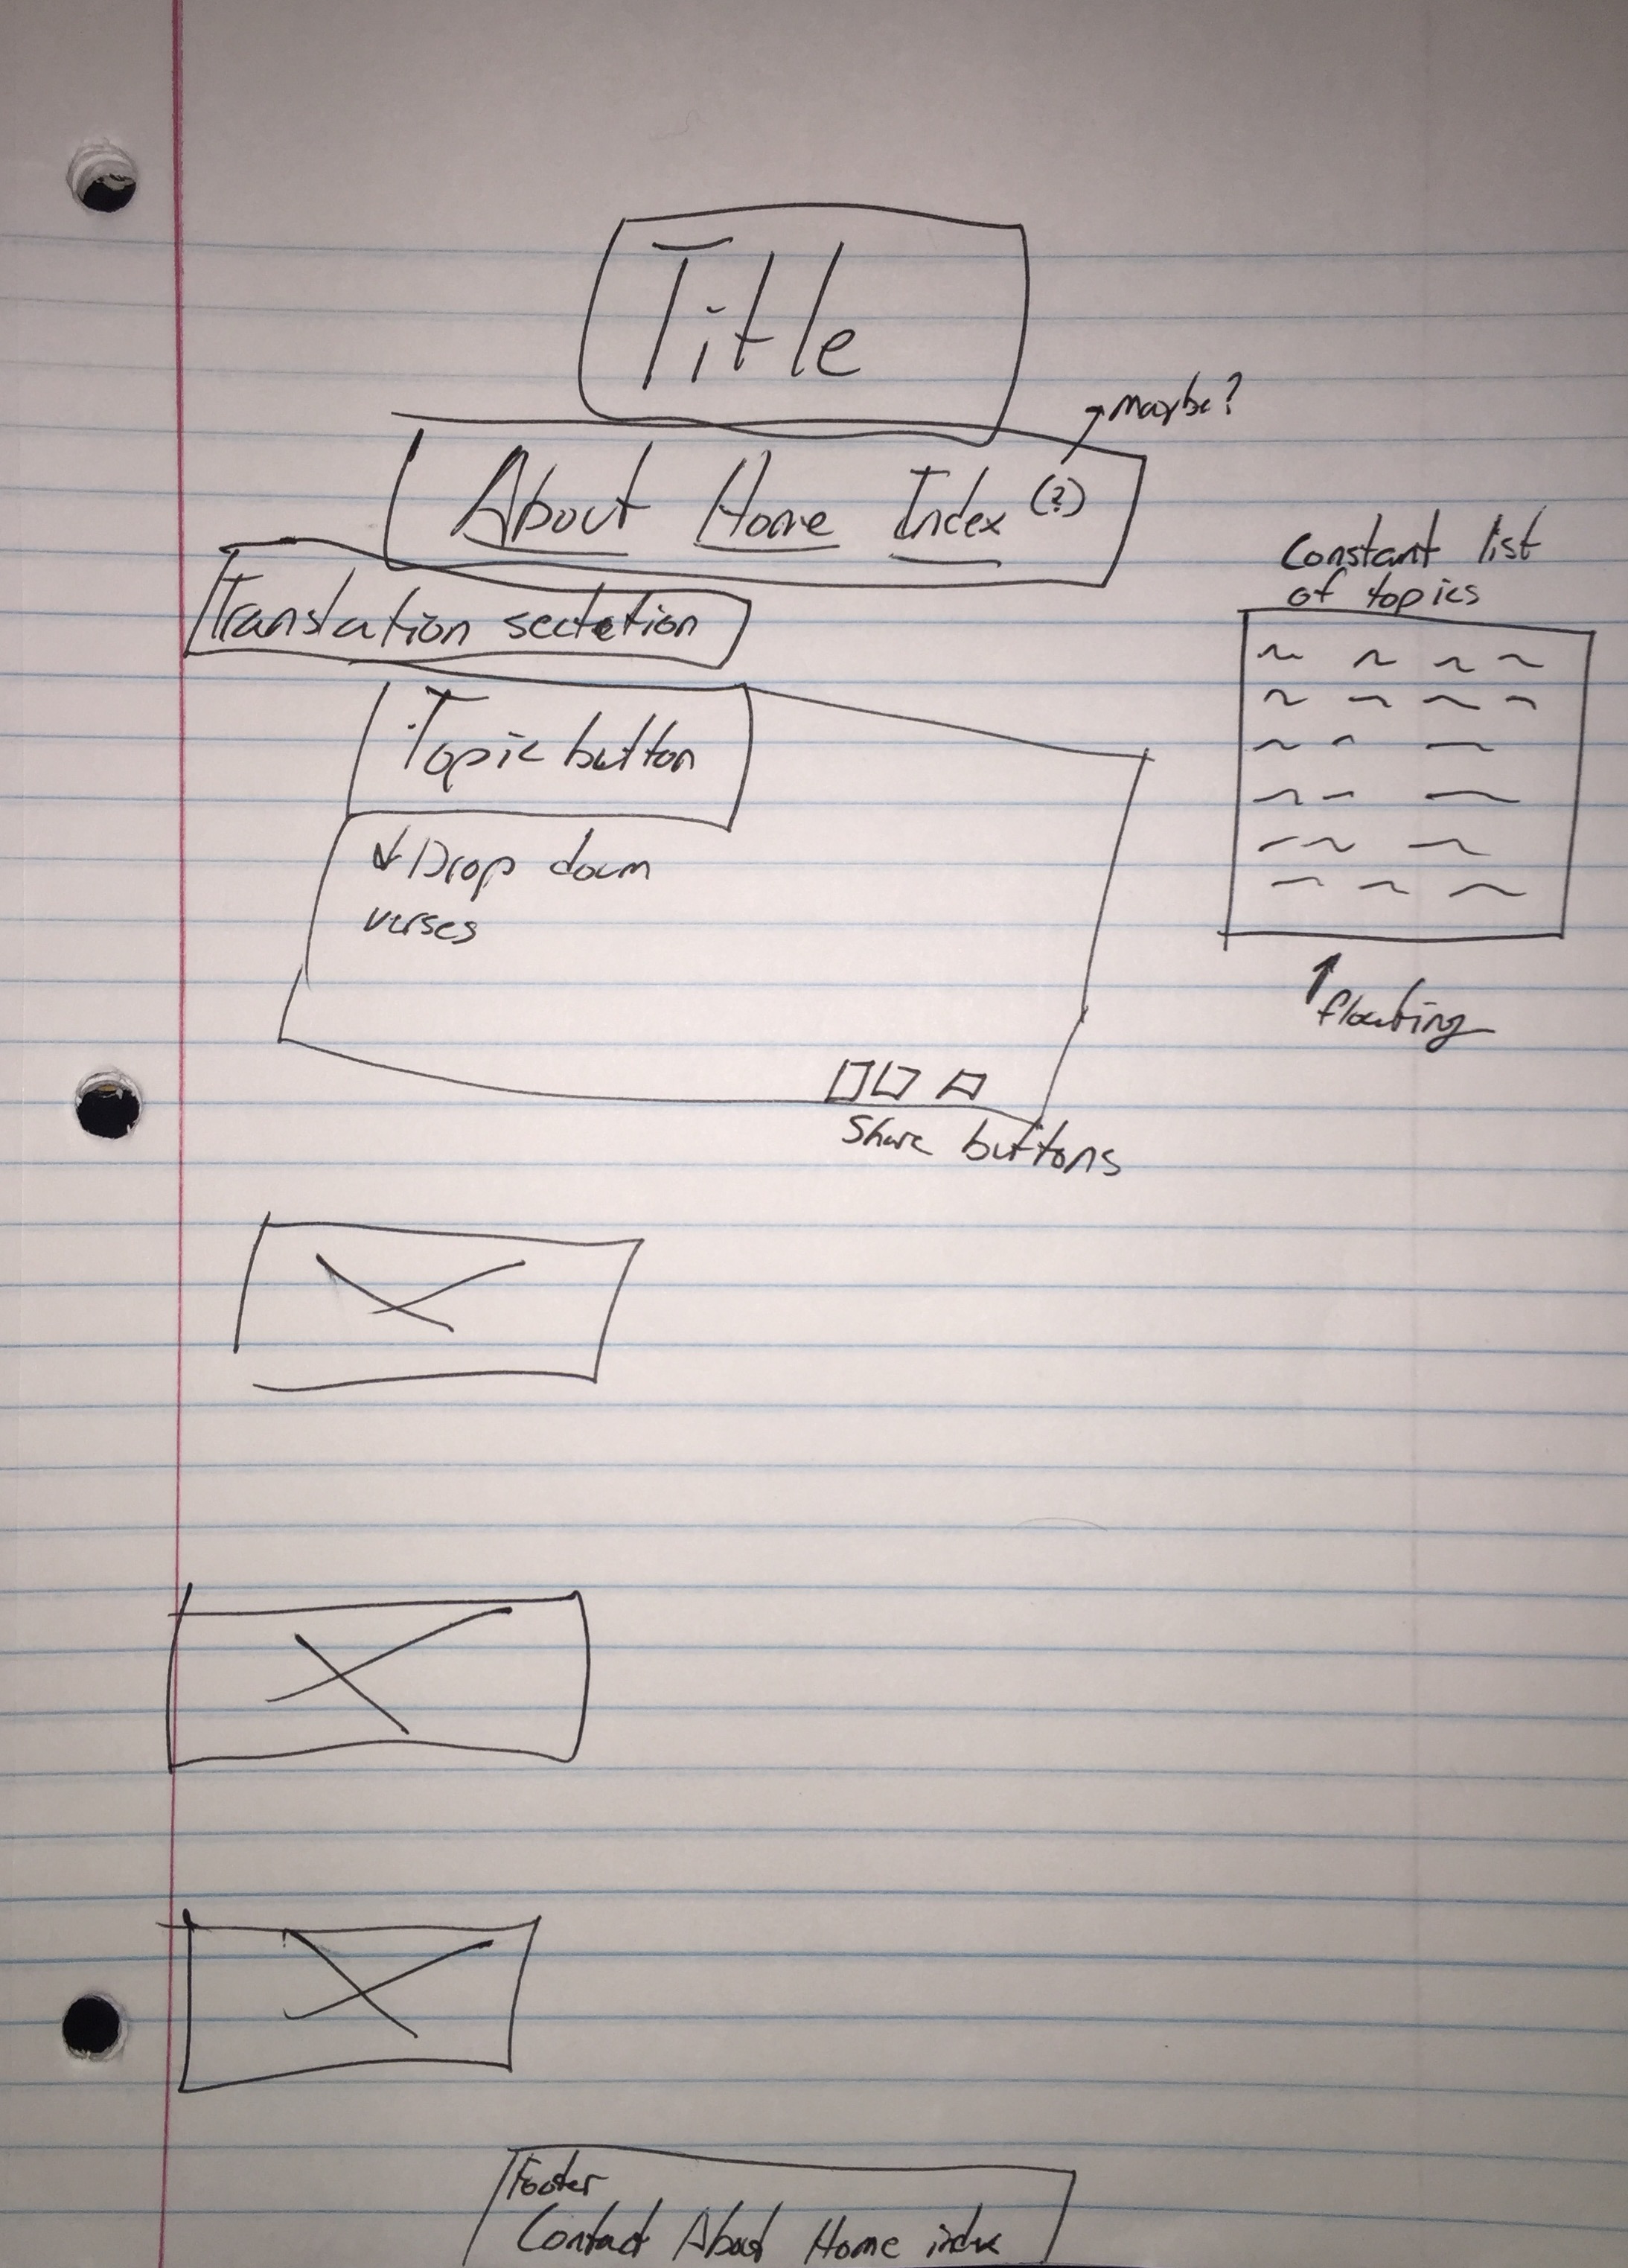 Title
maybe?
About Home Index (?)
Constant list
of topics
Translation sectetion
Topic button
Drop down
verses
floating
Share buttons
Footer
Contact About Home index